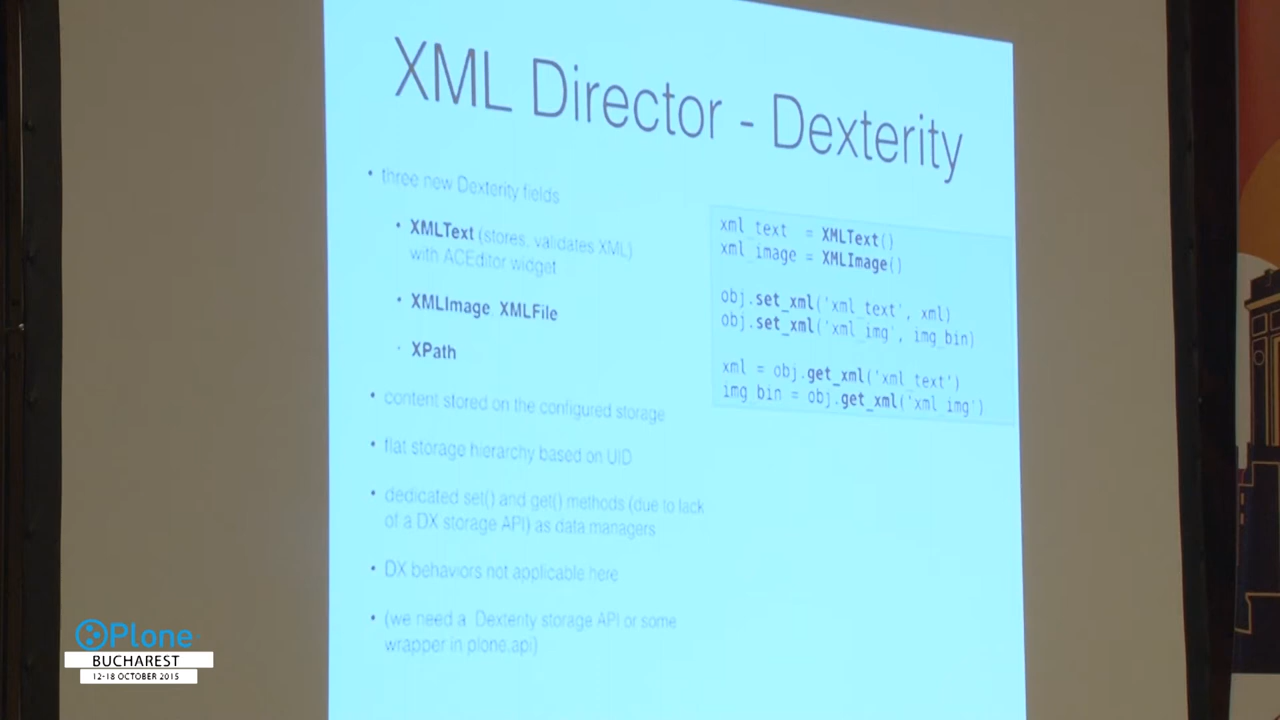 XML Director - Dexterity
• three new Dexterity fields
• XMLText (stores, validates XML)
with ACEditor widget
• XMLImage, XMLFile
• XPath
• content stored on the configured storage
• flat storage hierarchy based on UID
• dedicated set() and get() methods (due to lack
of a DX storage API) as data managers
• DX behaviors not applicable here
• (we need a Dexterity storage API or some
wrapper in plone.api)
xml_text = XMLText()
xml_image = XMLImage()
obj.set_xml('xml_text', xml)
obj.set_xml('xml_img', img_bin)
xml = obj.get_xml('xml_text')
img_bin = obj.get_xml('xml_img')
Plone
BUCHAREST
12-18 OCTOBER 2015